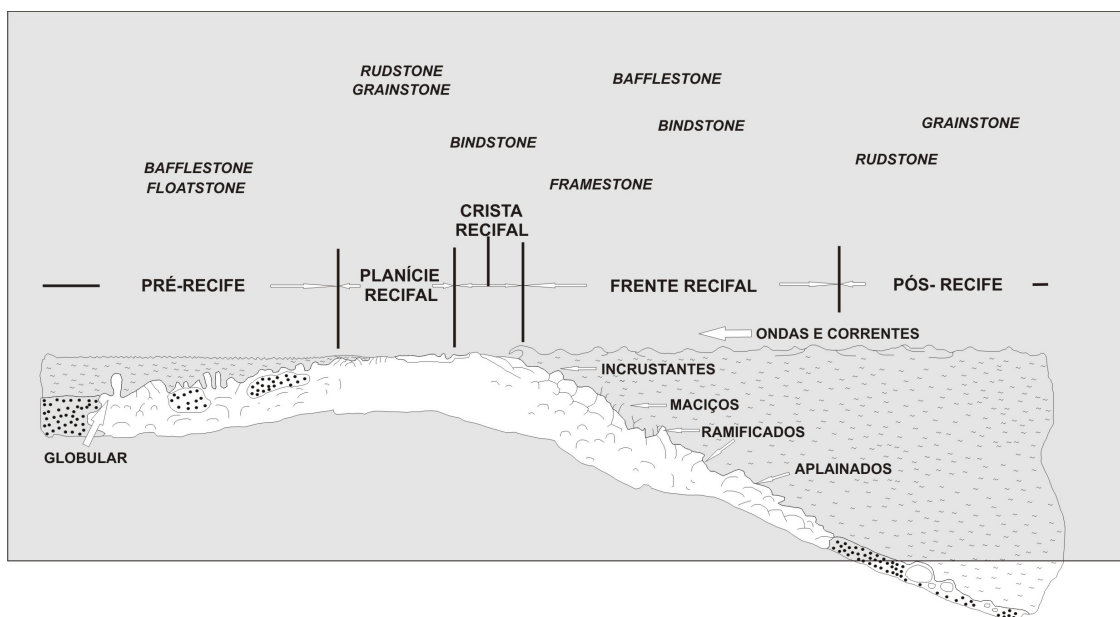 RUDSTONE
GRAINSTONE
BAFFLESTONE
BINDSTONE
GRAINSTONE
BINDSTONE
RUDSTONE
BAFFLESTONE
FLOATSTONE
FRAMESTONE
CRISTA
RECIFAL
PRÉ-RECIFE
PLANÍCIE
RECIFAL
FRENTE RECIFAL
PÓS- RECIFE
ONDAS E CORRENTES
INCRUSTANTES
MACIÇOS
RAMIFICADOS
GLOBULAR
APLAINADOS